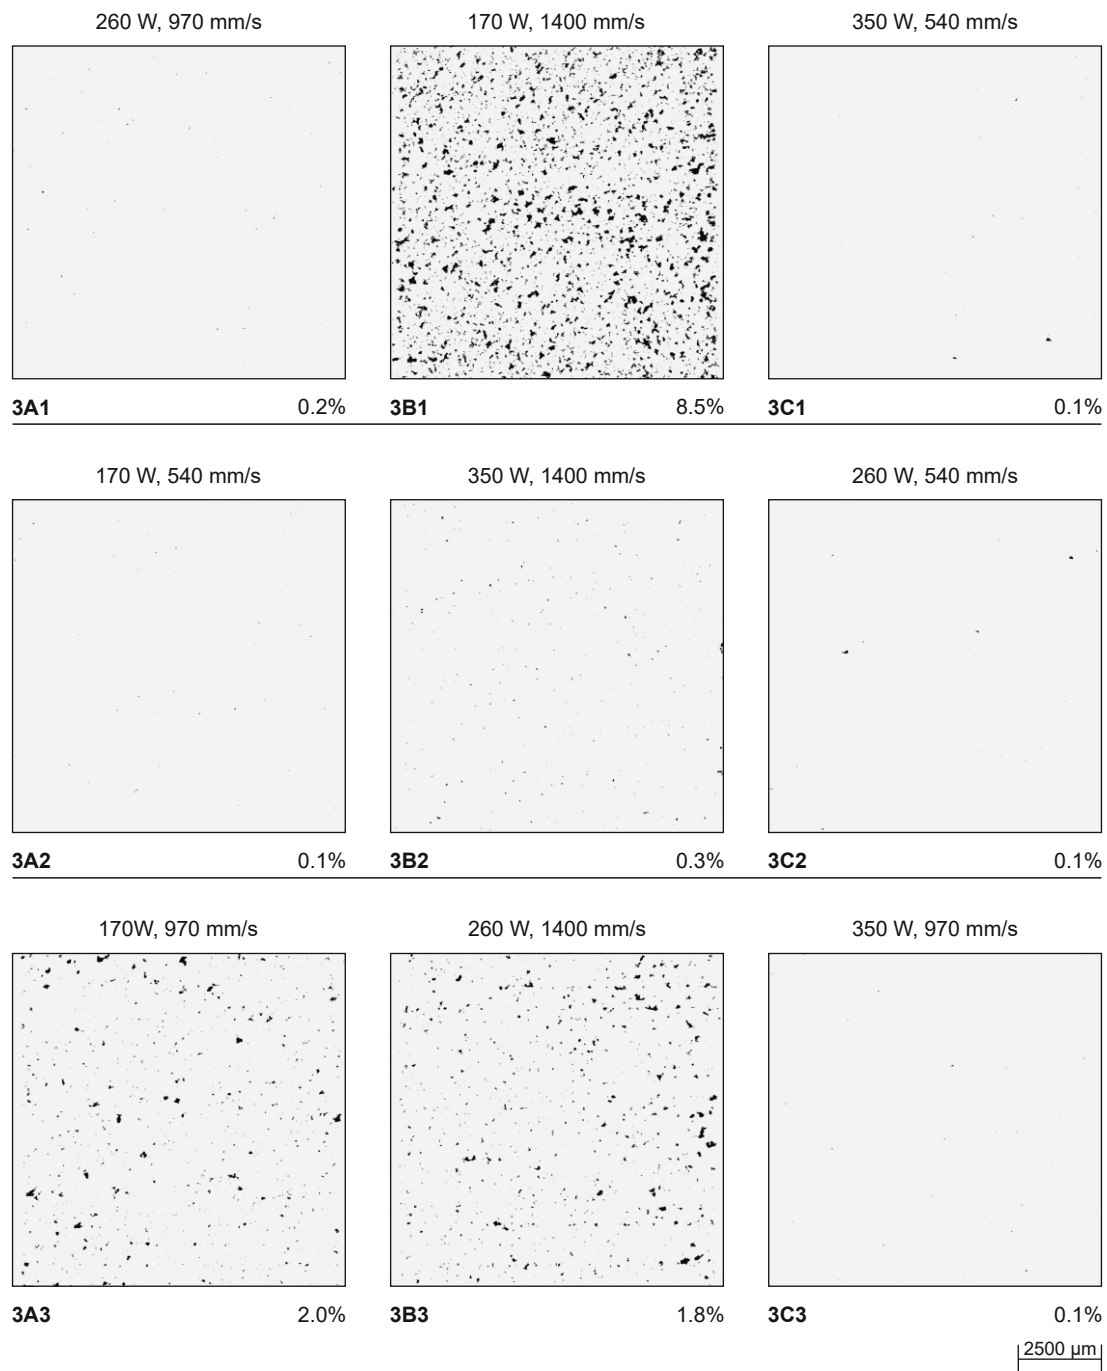 260 W, 970 mm/s 170 W, 1400 mm/s 350 W, 540 mm/s
3A1 0.2% 3B1 8.5% 3C1 0.1%
170 W, 540 mm/s 350 W, 1400 mm/s 260 W, 540 mm/s
3A2 0.1% 3B2 0.3% 3C2 0.1%
170W, 970 mm/s 260 W, 1400 mm/s 350 W, 970 mm/s
3A3 2.0% 3B3 1.8% 3C3 0.1%
2500 µm